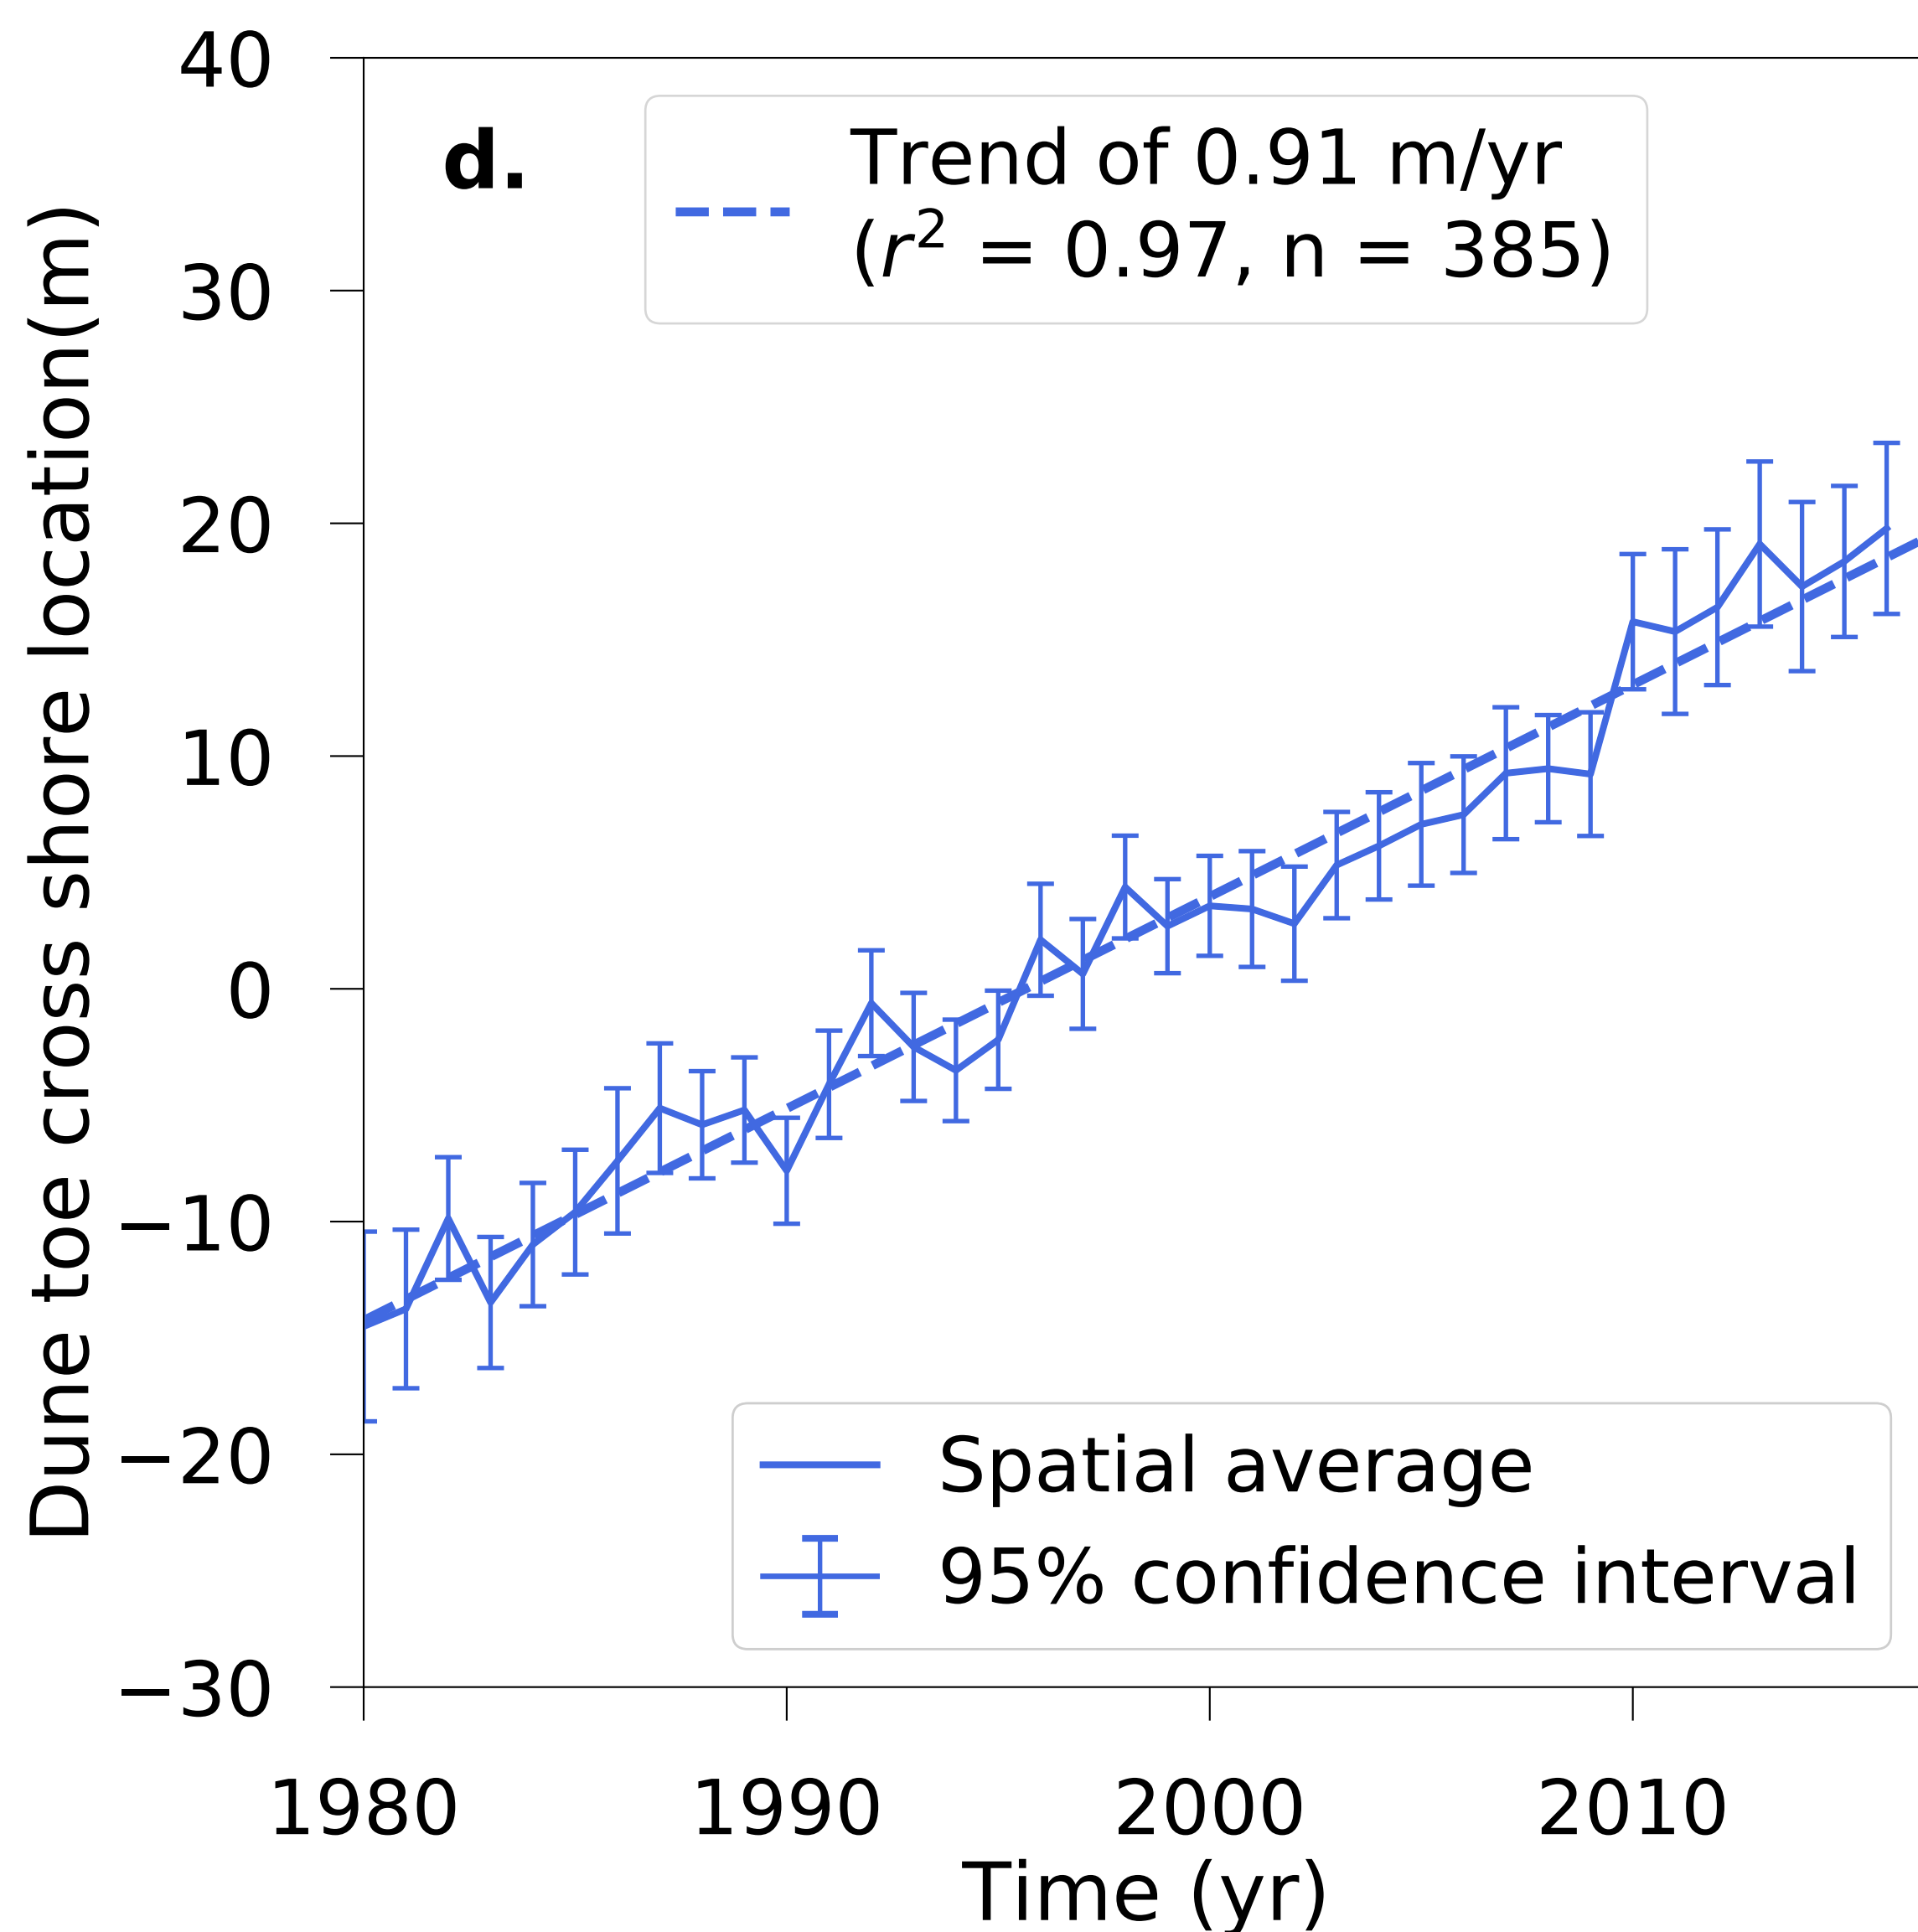 40
30
20
10
0
−10
−20
−30
Dune toe cross shore location(m)
d.
Trend of 0.91 m/yr
(r² = 0.97, n = 385)
Spatial average
95% confidence interval
1980 1990 2000 2010
Time (yr)